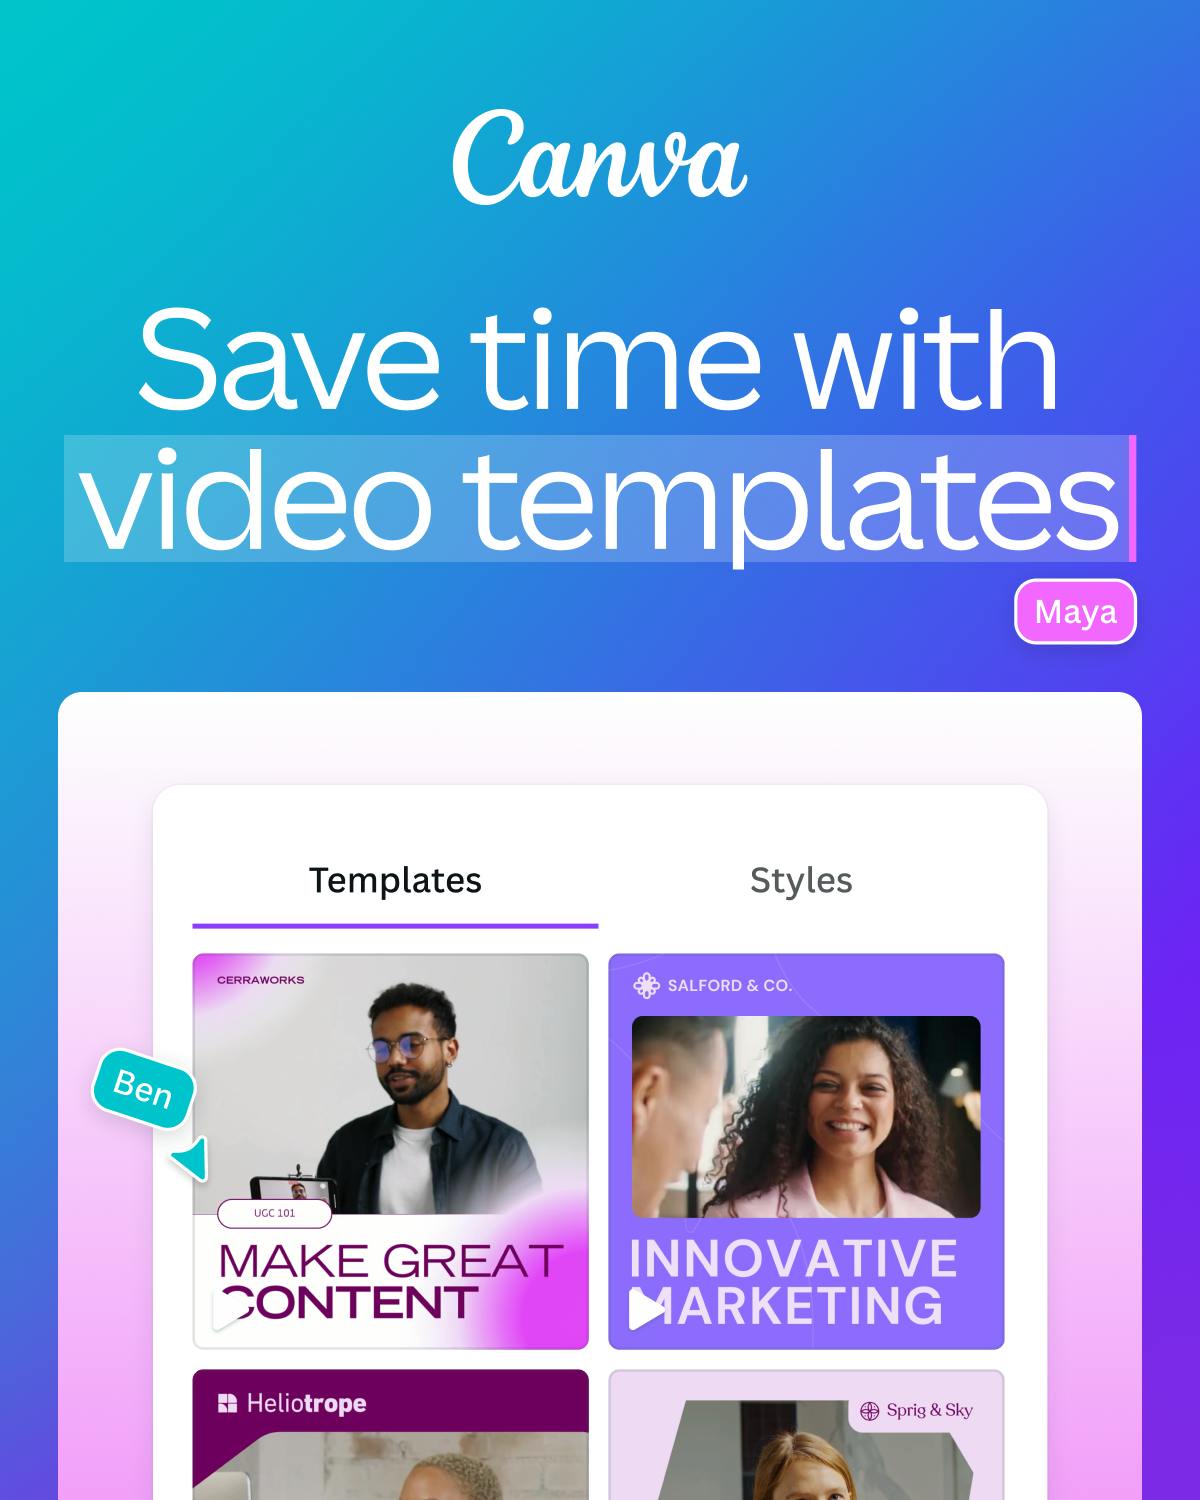 Canva
Save time with
video templates
Maya
Templates
Styles
CERRAWORKS
UGC 101
MAKE GREAT
CONTENT
SALFORD & CO.
INNOVATIVE
MARKETING
Ben
Heliotrope
Sprig & Sky